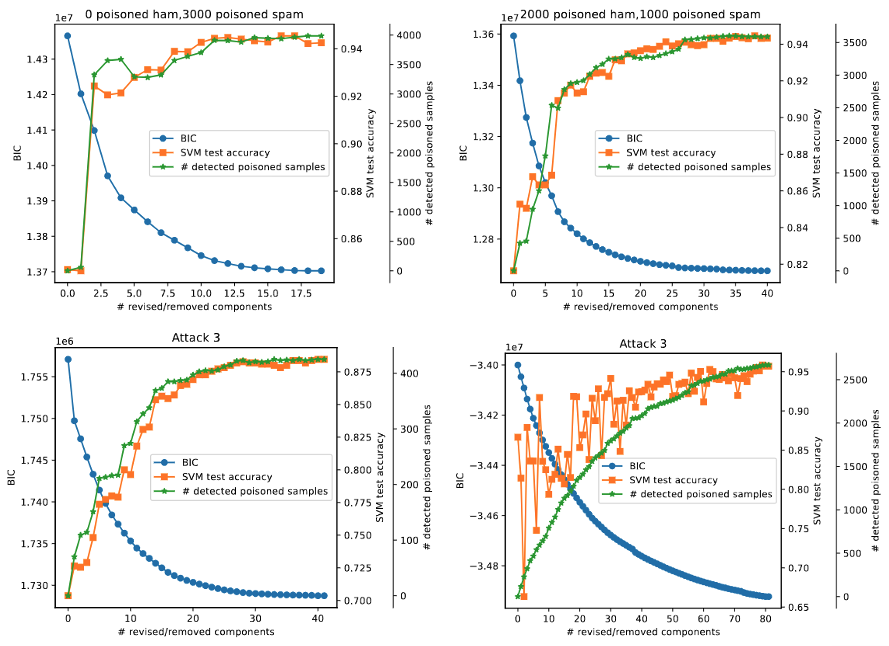 0 poisoned ham,3000 poisoned spam
1e7
1.43
1.42
1.41
1.40
1.39
1.38
1.37
BIC
0.94
0.92
0.90
0.88
0.86
SVM test accuracy
4000
3500
3000
2500
2000
1500
1000
500
0
# detected poisoned samples
BIC
SVM test accuracy
# detected poisoned samples
0.0 2.5 5.0 7.5 10.0 12.5 15.0 17.5
# revised/removed components
2000 poisoned ham,1000 poisoned spam
1e7
1.36
1.34
1.32
1.30
1.28
BIC
0.94
0.92
0.90
0.88
0.86
0.84
0.82
SVM test accuracy
3500
3000
2500
2000
1500
1000
500
0
# detected poisoned samples
BIC
SVM test accuracy
# detected poisoned samples
0 5 10 15 20 25 30 35 40
# revised/removed components
Attack 3
1e6
1.755
1.750
1.745
1.740
1.735
1.730
BIC
0.875
0.850
0.825
0.800
0.775
0.750
0.725
0.700
SVM test accuracy
400
300
200
100
0
# detected poisoned samples
BIC
SVM test accuracy
# detected poisoned samples
0 10 20 30 40
# revised/removed components
Attack 3
1e7
−3.40
−3.42
−3.44
−3.46
−3.48
BIC
0.95
0.90
0.85
0.80
0.75
0.70
0.65
SVM test accuracy
2500
2000
1500
1000
500
0
# detected poisoned samples
BIC
SVM test accuracy
# detected poisoned samples
0 10 20 30 40 50 60 70 80
# revised/removed components